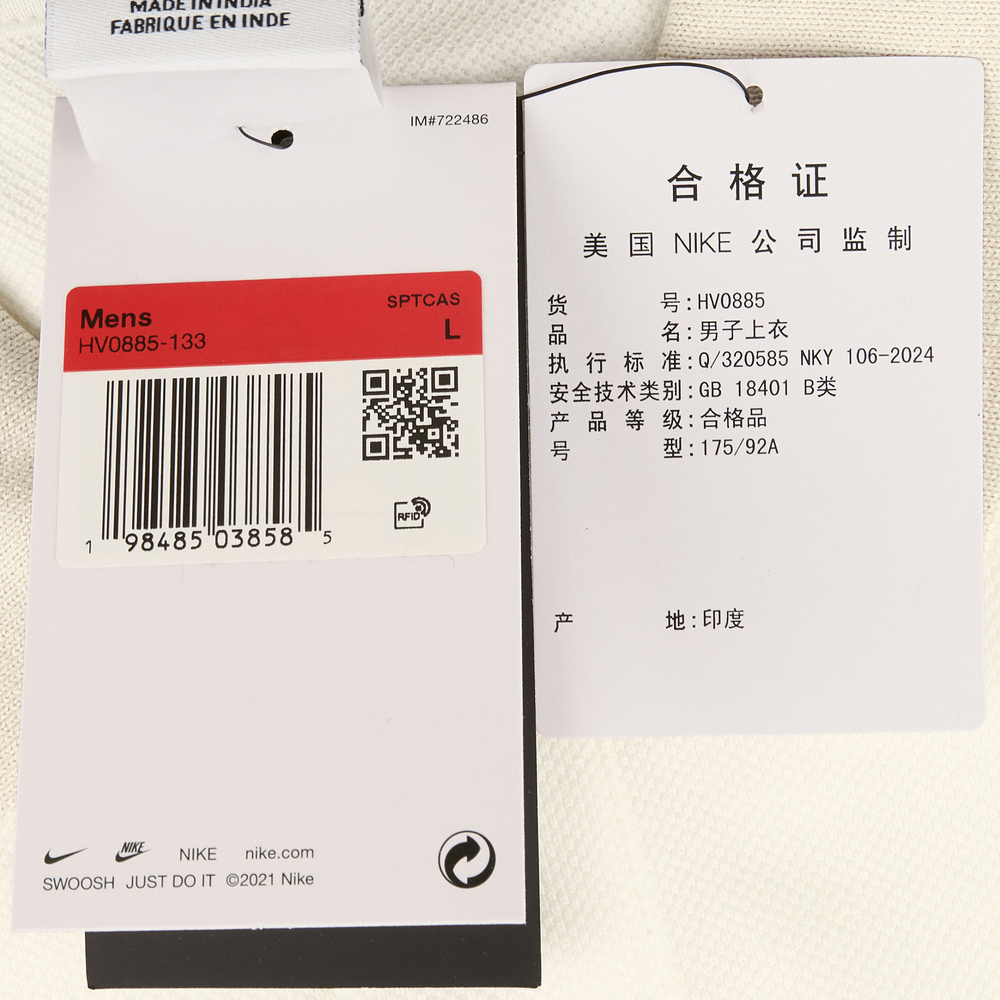 MADE IN INDIA
FABRIQUE EN INDE
IM#722486
Mens
HV0885-133
SPTCAS
L
RFID
1 98485 03858 5
NIKE
NIKE
nike.com
SWOOSH JUST DO IT ©2021 Nike
合格证
美国 NIKE 公司监制
货号:HV0885
品名:男子上衣
执行标准:Q/320585 NKY 106-2024
安全技术类别:GB 18401 B类
产品等级:合格品
号型:175/92A
产地:印度